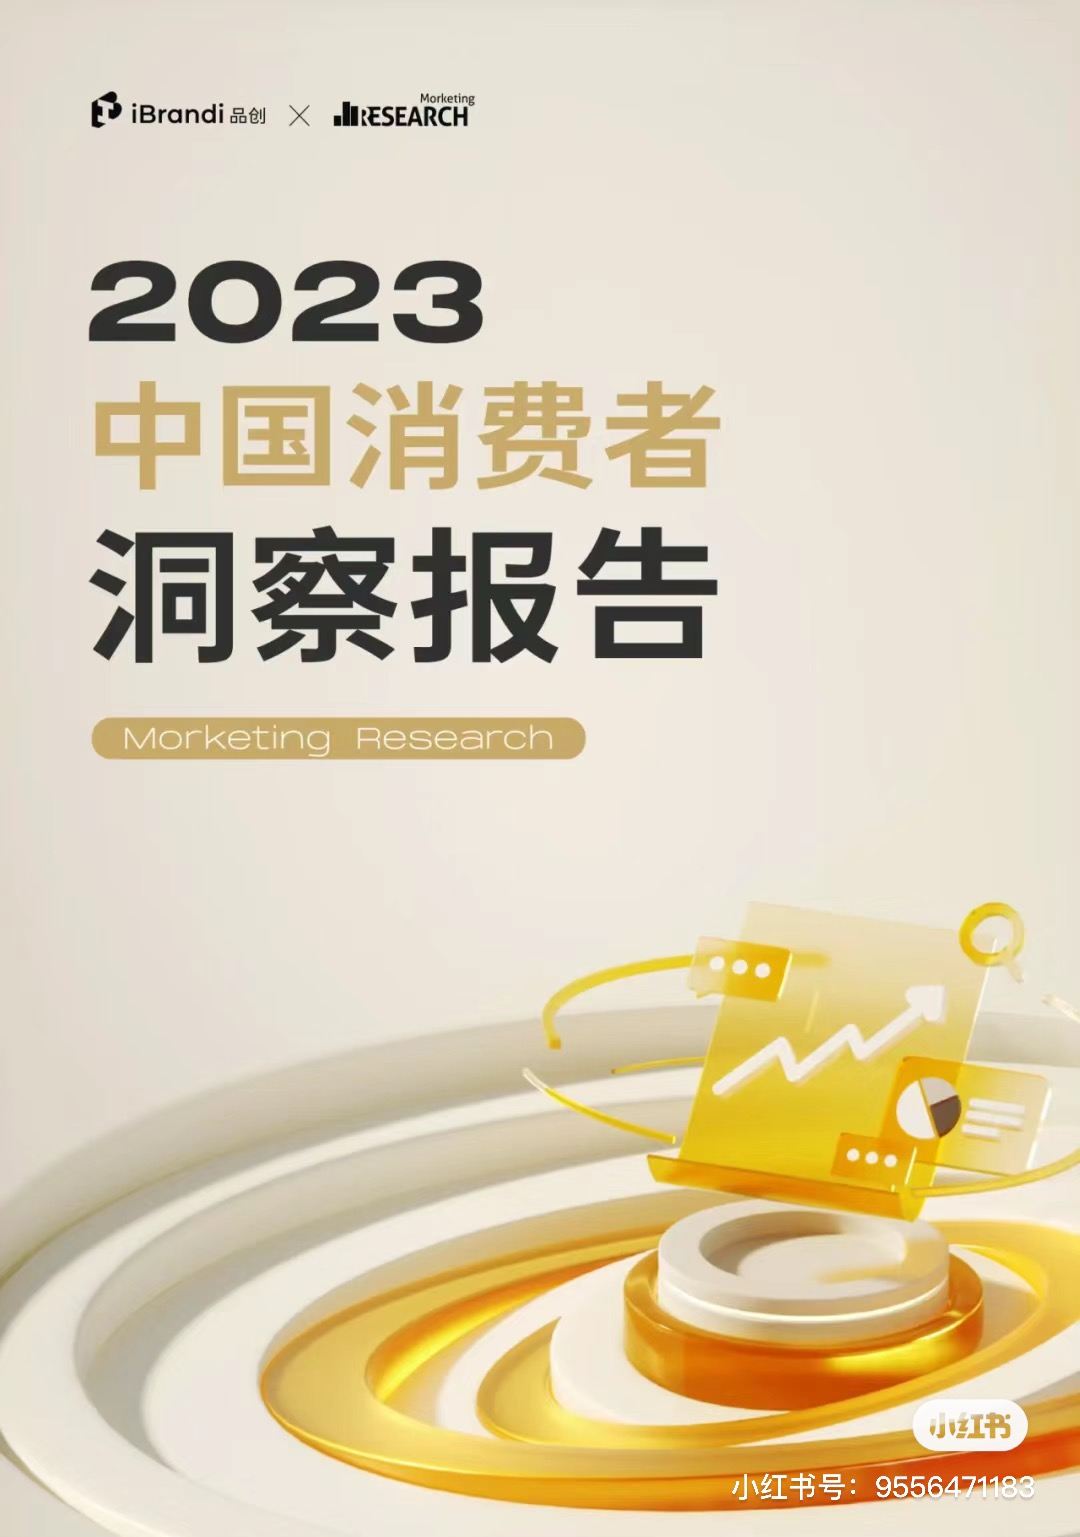 iBrandi 品创 × Morketing RESEARCH
2023
中国消费者
洞察报告
Morketing Research
小红书
小红书号：9556471183